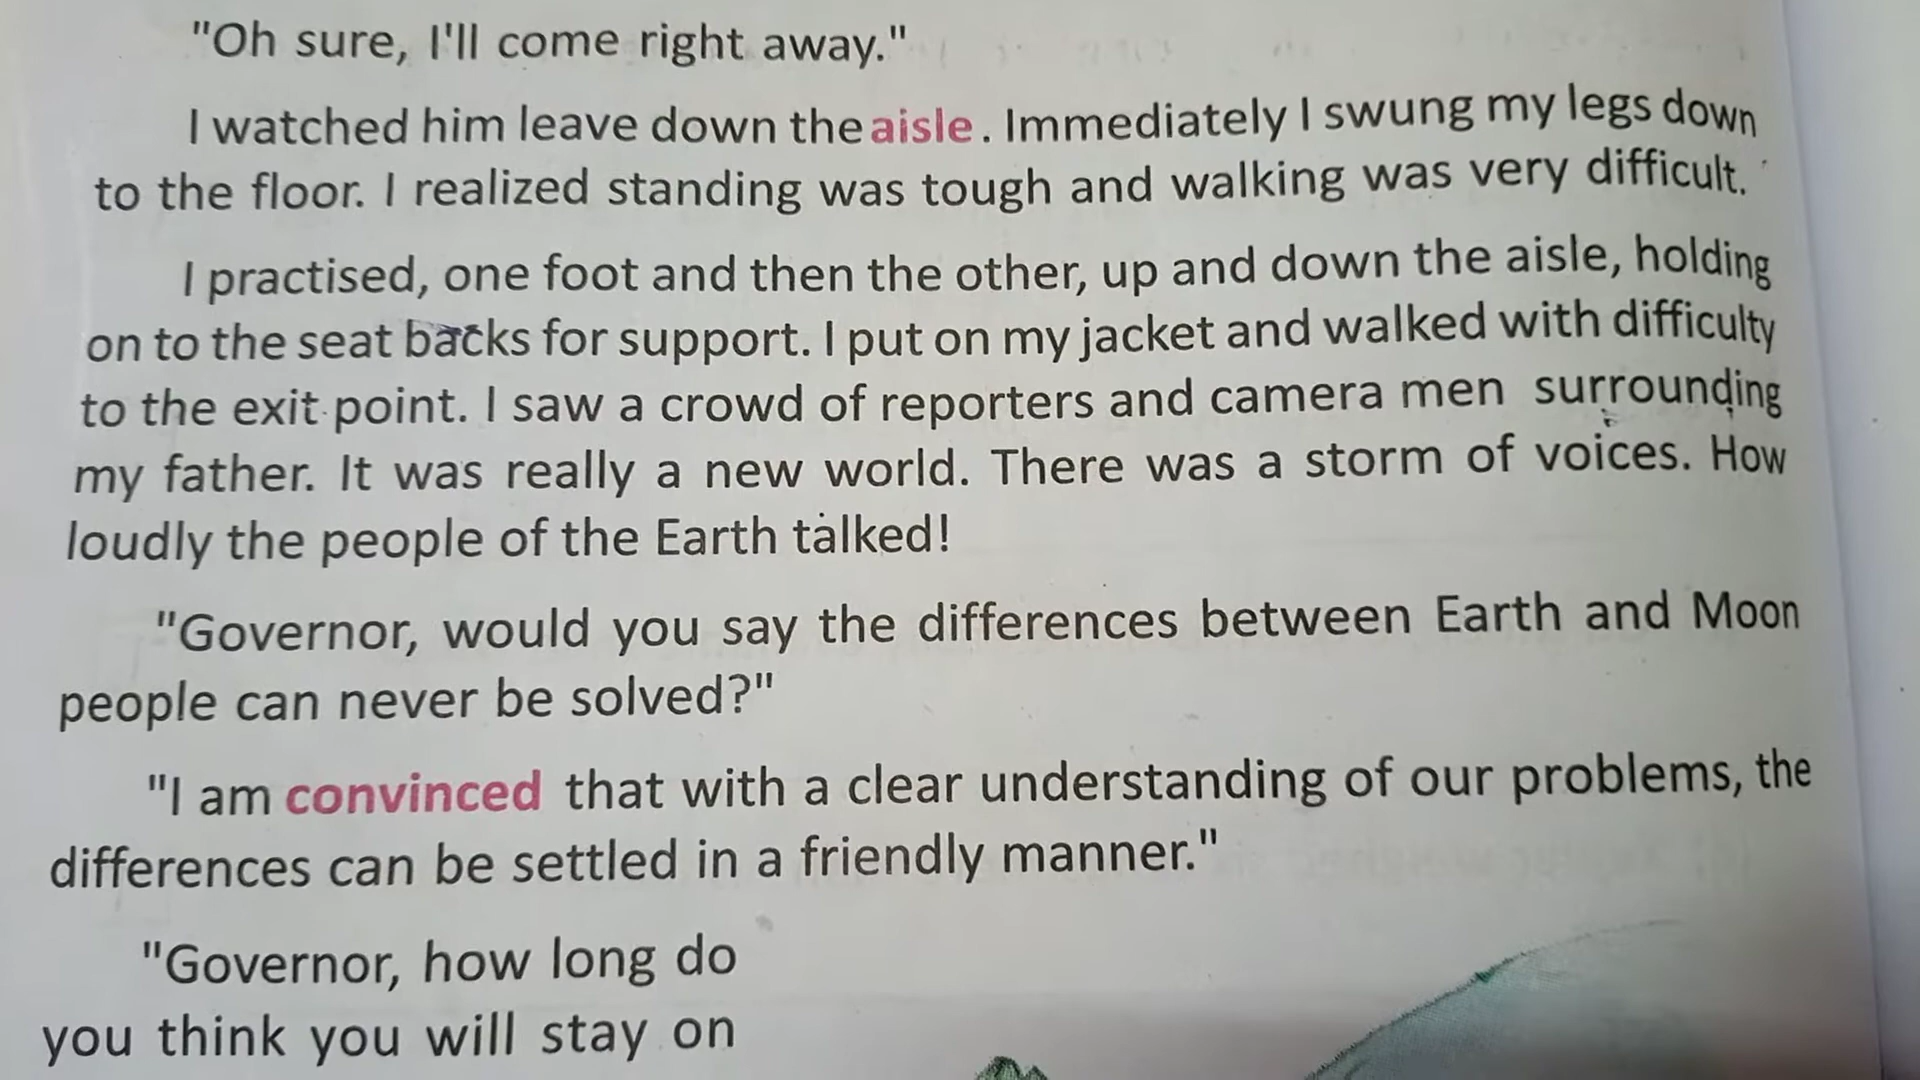 "Oh sure, I'll come right away."
I watched him leave down the aisle. Immediately I swung my legs down
to the floor. I realized standing was tough and walking was very difficult.
I practised, one foot and then the other, up and down the aisle, holding
on to the seat backs for support. I put on my jacket and walked with difficulty
to the exit point. I saw a crowd of reporters and camera men surrounding
my father. It was really a new world. There was a storm of voices. How
loudly the people of the Earth talked!
"Governor, would you say the differences between Earth and Moon
people can never be solved?"
"I am convinced that with a clear understanding of our problems, the
differences can be settled in a friendly manner."
"Governor, how long do
you think you will stay on